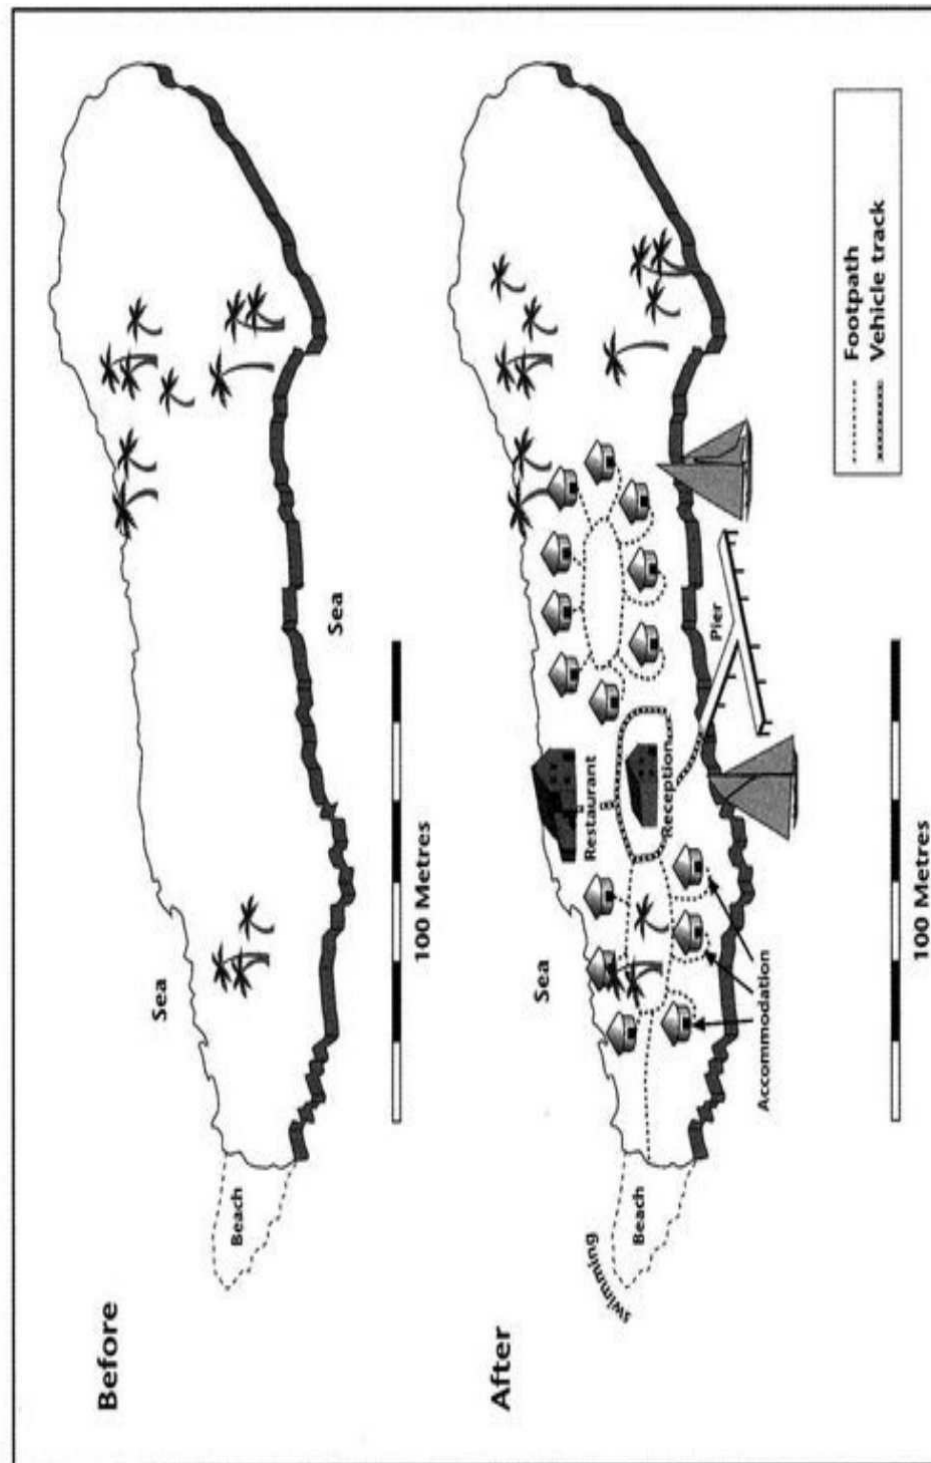 Before
Sea
Sea
Beach
100 Metres
After
Sea
Restaurant
Reception
Pier
Accommodation
Beach
swimming
100 Metres
Footpath
Vehicle track